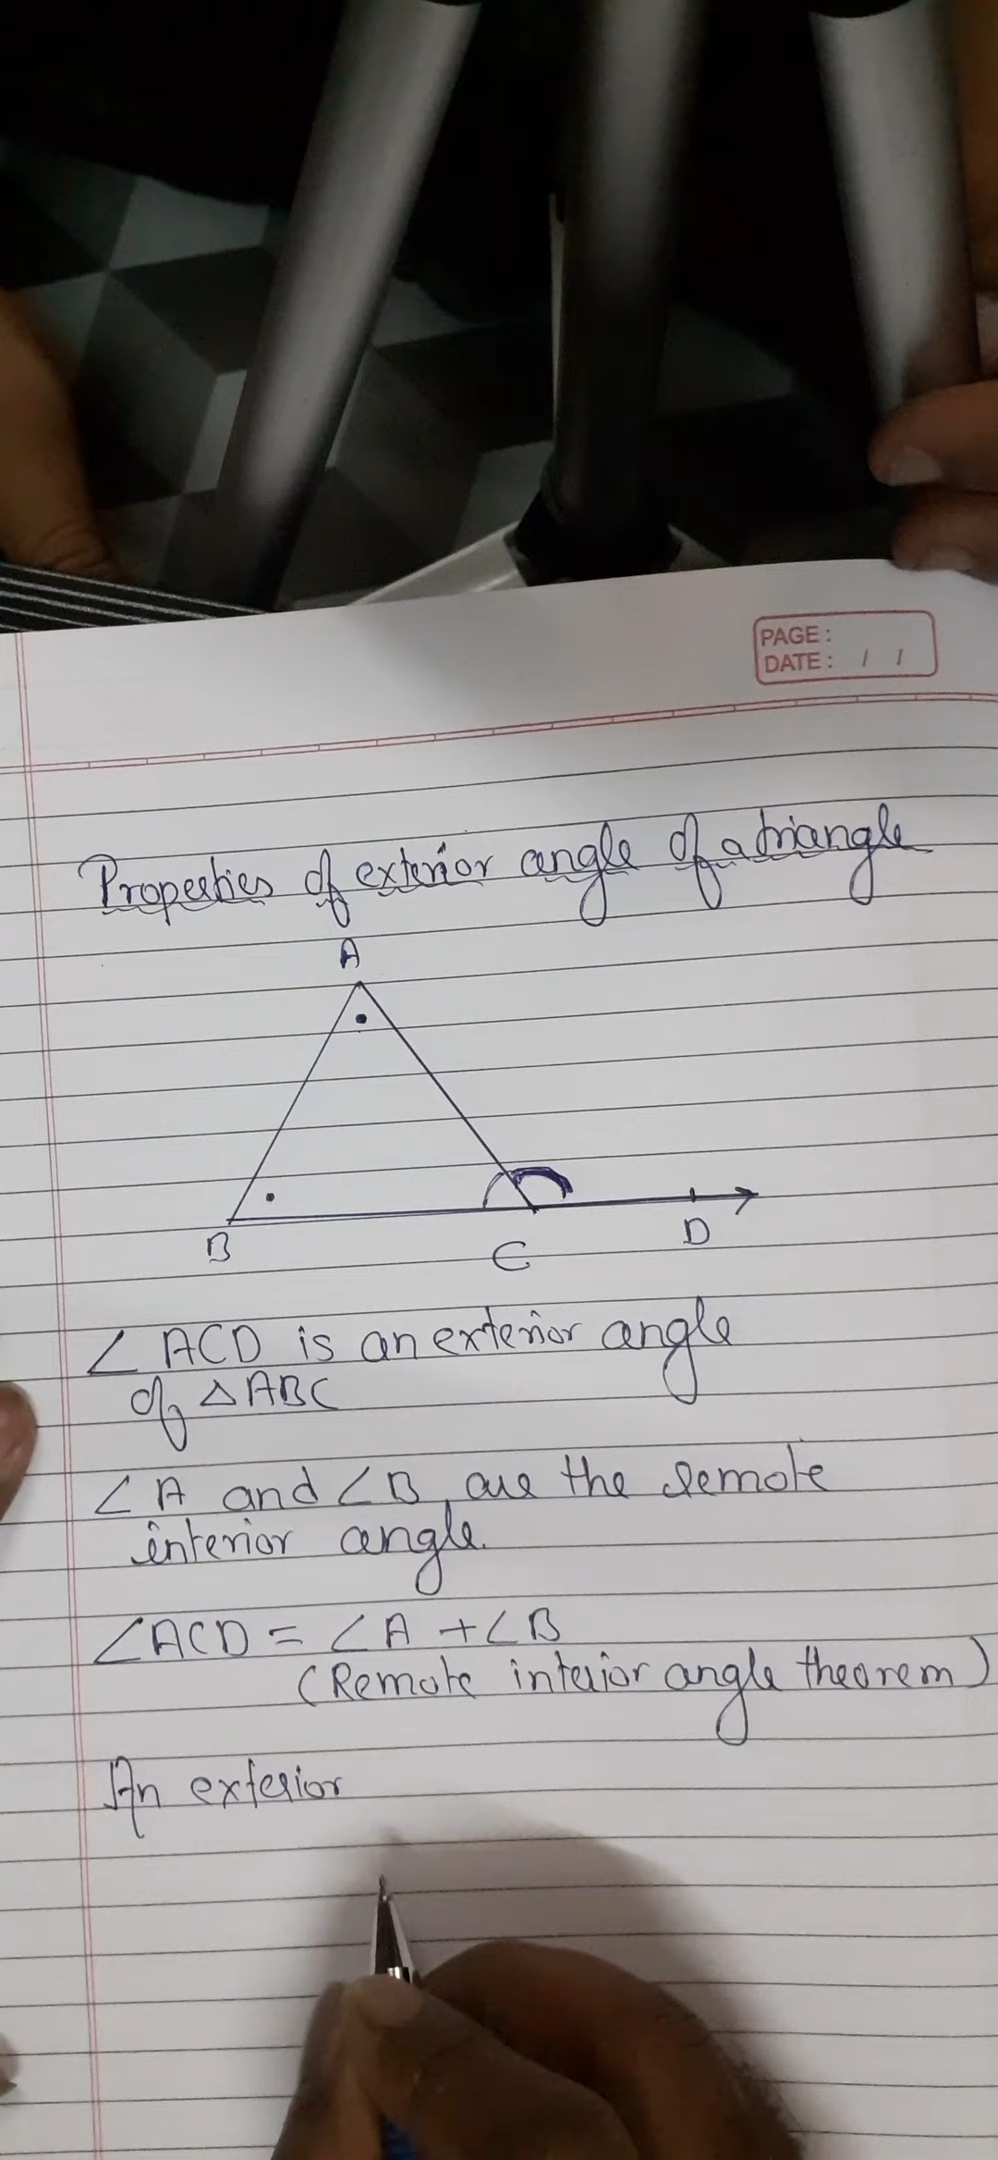 PAGE:
DATE: / /
Properties of exterior angle of a triangle
A
B
C
D
∠ ACD is an exterior angle
of △ABC
∠A and ∠B, are the remote
interior angle.
∠ACD = ∠A + ∠B
(Remote interior angle theorem)
An exterior